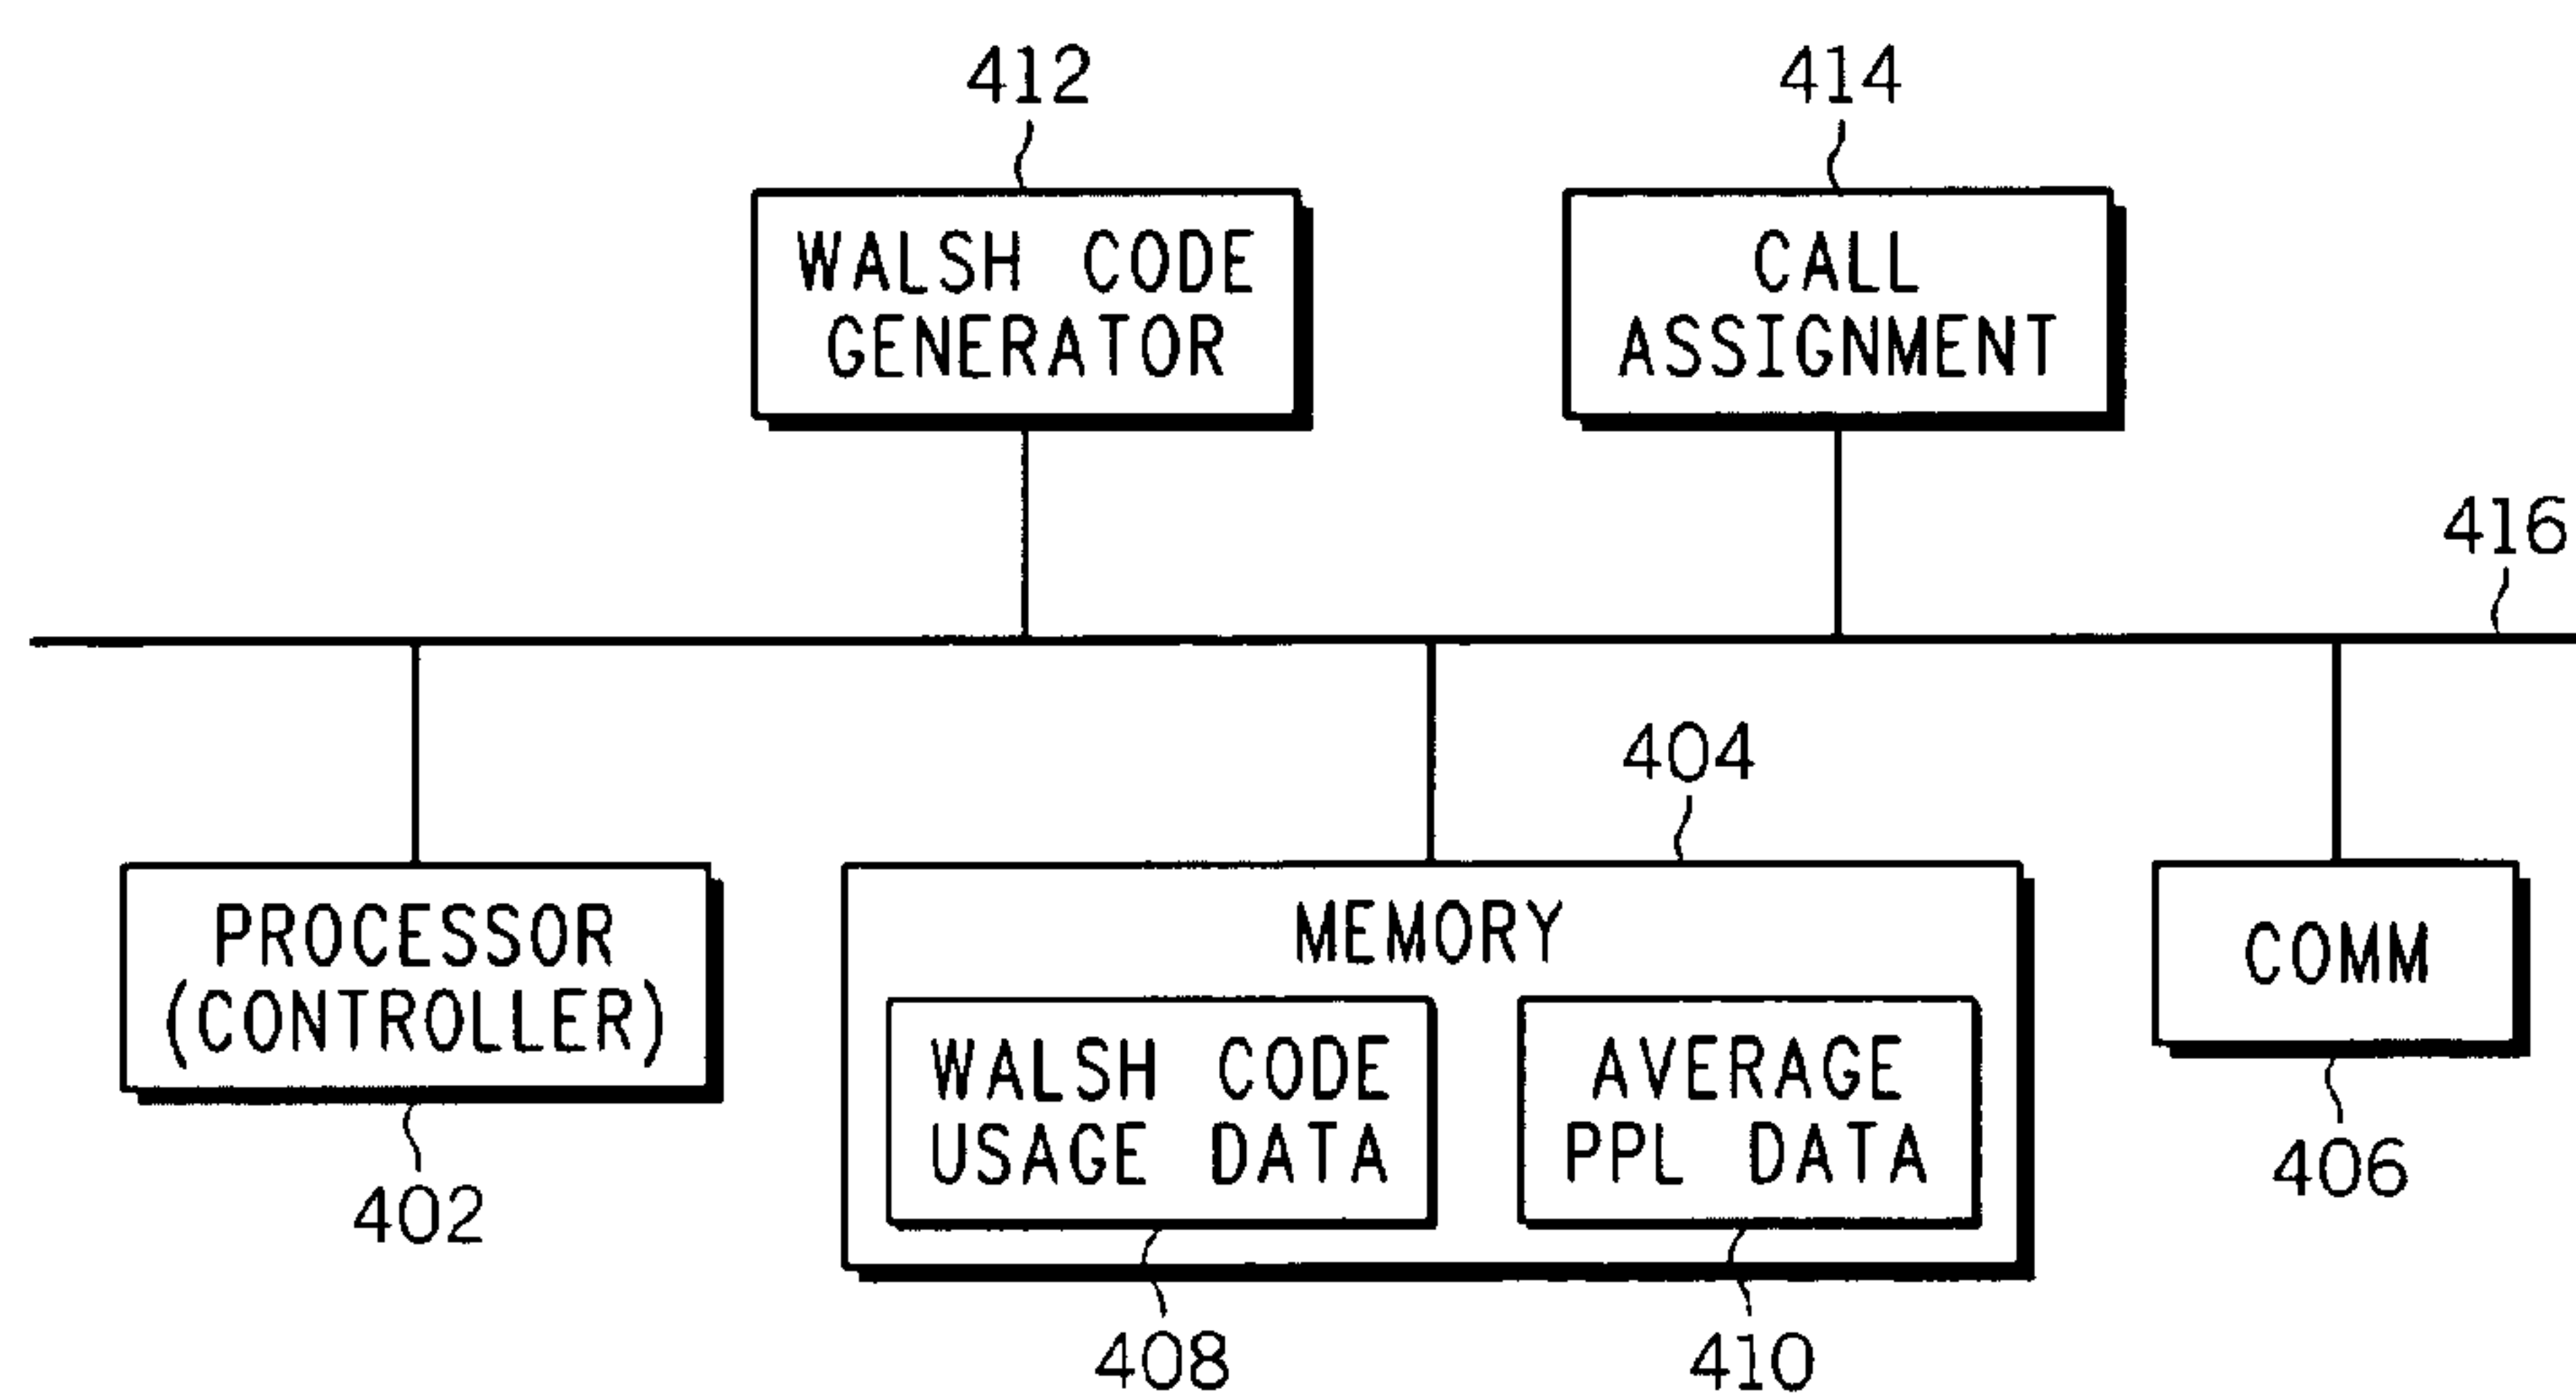 412
414
WALSH CODE
GENERATOR
CALL
ASSIGNMENT
416
404
PROCESSOR
(CONTROLLER)
MEMORY
WALSH CODE
USAGE DATA
AVERAGE
PPL DATA
COMM
402
406
408
410